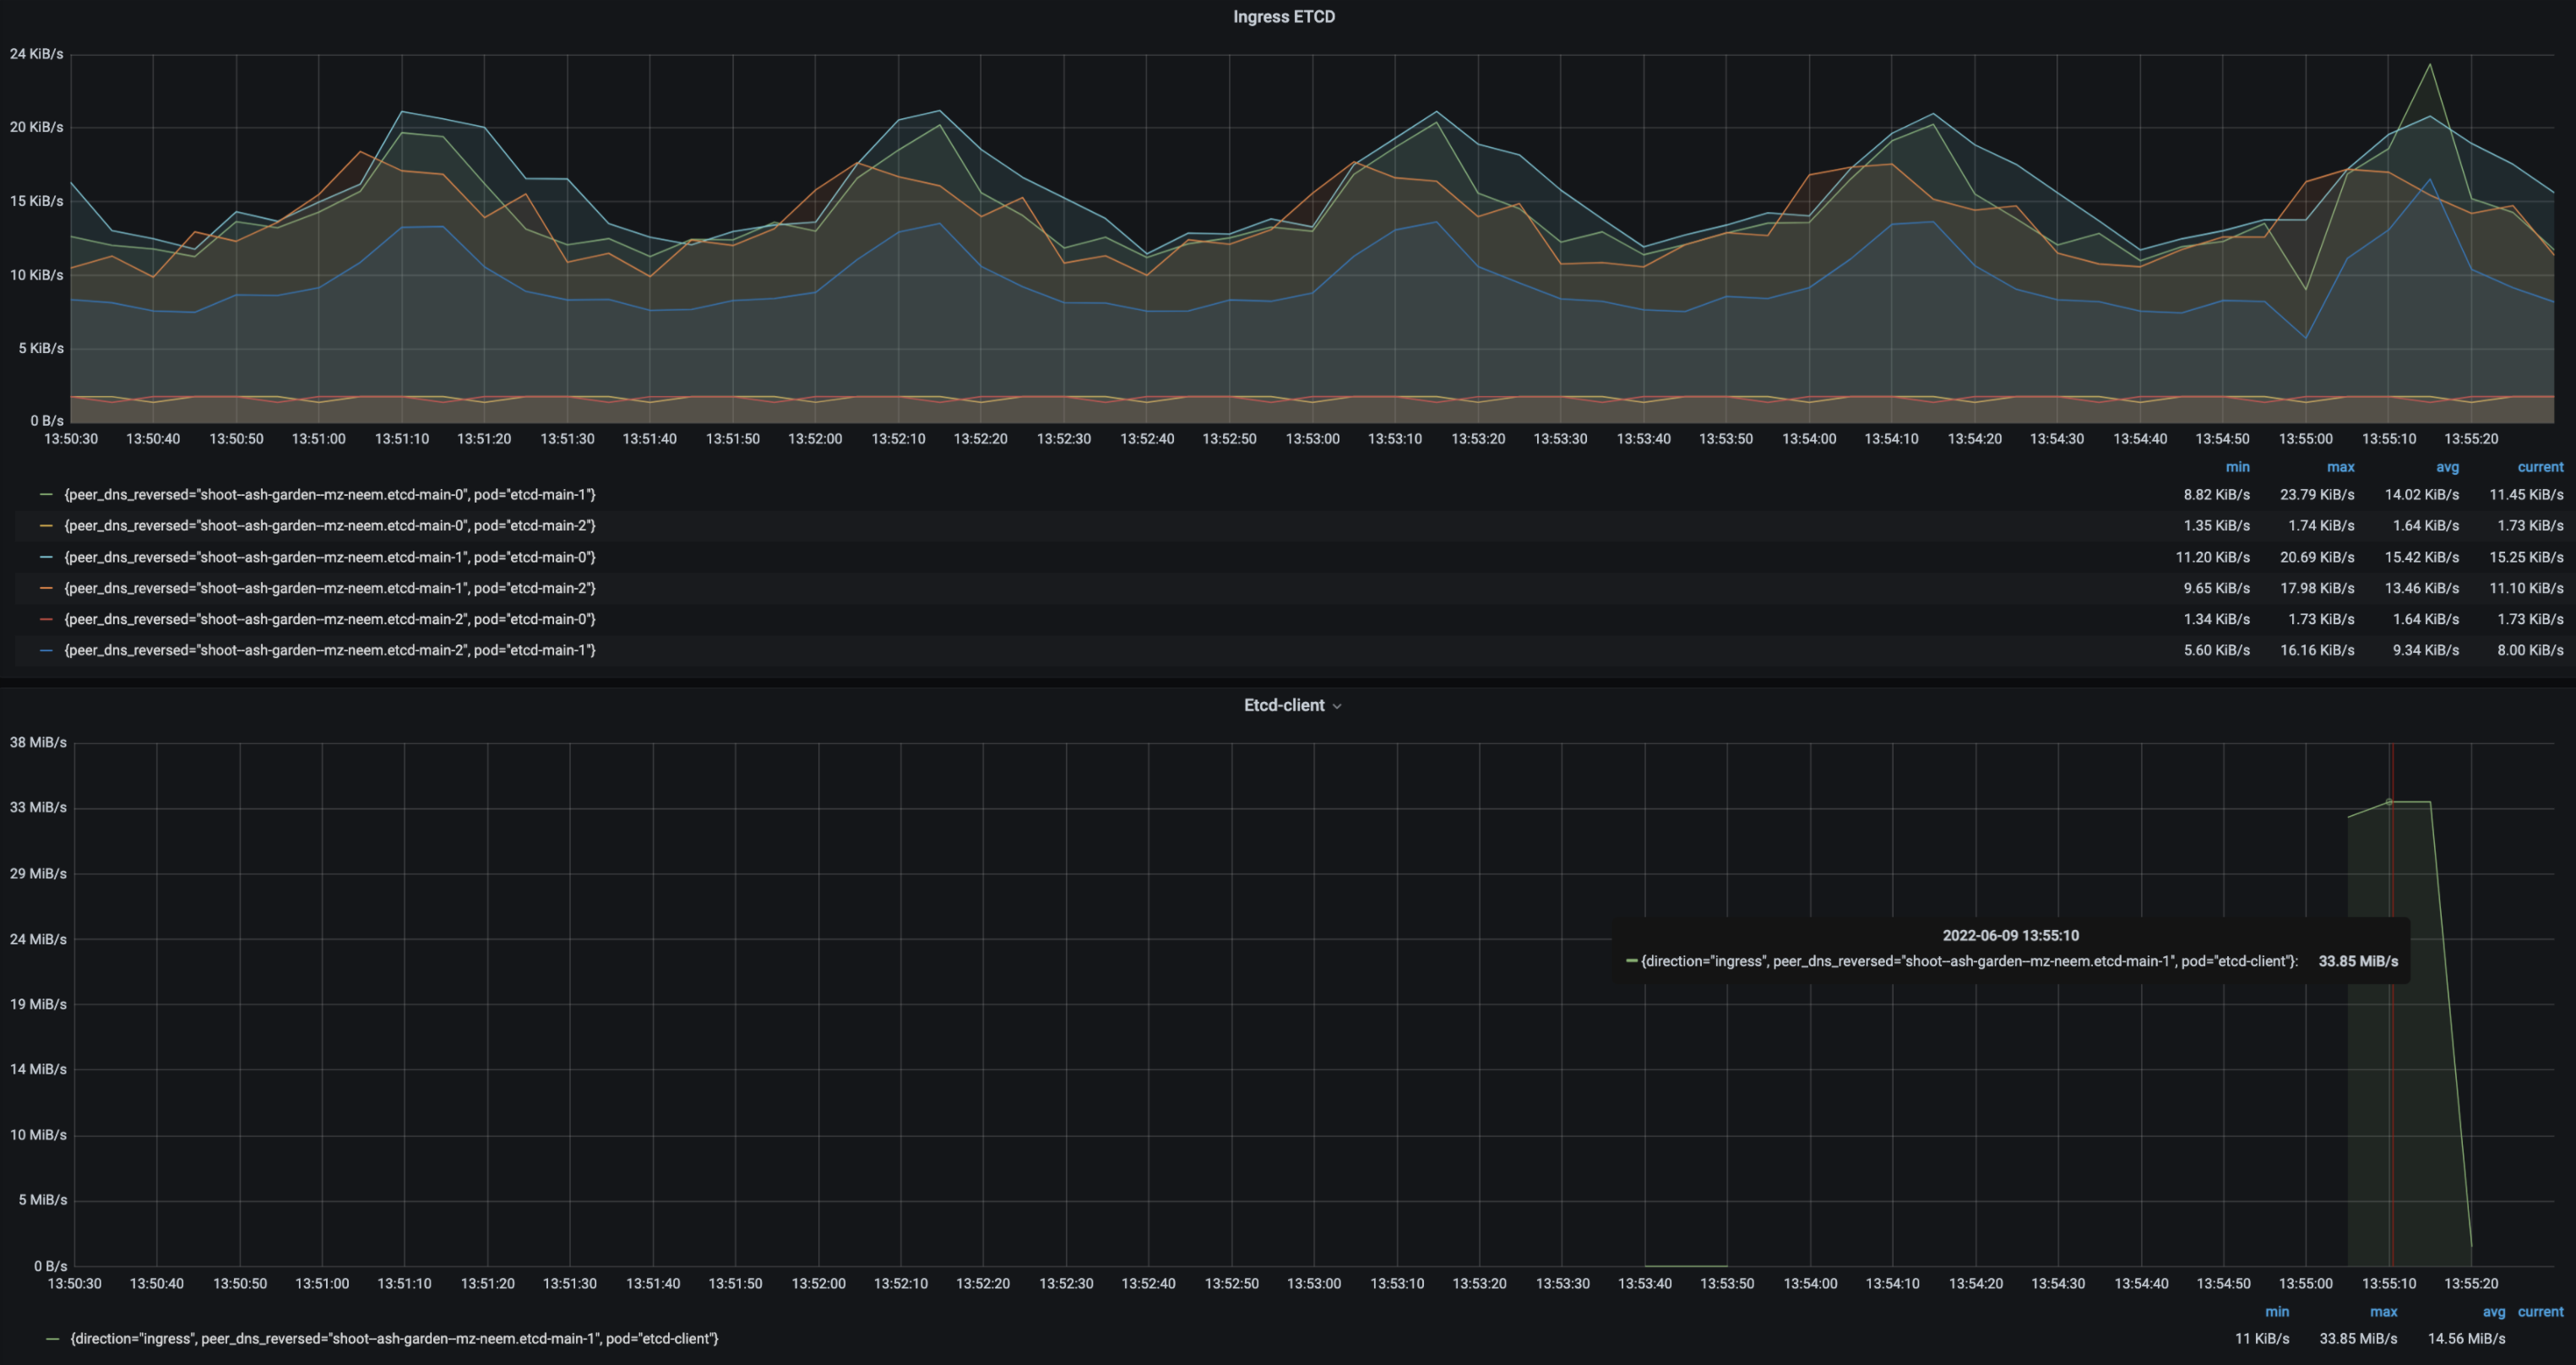 Ingress ETCD
24 KiB/s
20 KiB/s
15 KiB/s
10 KiB/s
5 KiB/s
0 B/s
13:50:30 13:50:40 13:50:50 13:51:00 13:51:10 13:51:20 13:51:30 13:51:40 13:51:50 13:52:00 13:52:10 13:52:20 13:52:30 13:52:40 13:52:50 13:53:00 13:53:10 13:53:20 13:53:30 13:53:40 13:53:50 13:54:00 13:54:10 13:54:20 13:54:30 13:54:40 13:54:50 13:55:00 13:55:10 13:55:20
min max avg current
{peer_dns_reversed="shoot--ash-garden--mz-neem.etcd-main-0", pod="etcd-main-1"} 8.82 KiB/s 23.79 KiB/s 14.02 KiB/s 11.45 KiB/s
{peer_dns_reversed="shoot--ash-garden--mz-neem.etcd-main-0", pod="etcd-main-2"} 1.35 KiB/s 1.74 KiB/s 1.64 KiB/s 1.73 KiB/s
{peer_dns_reversed="shoot--ash-garden--mz-neem.etcd-main-1", pod="etcd-main-0"} 11.20 KiB/s 20.69 KiB/s 15.42 KiB/s 15.25 KiB/s
{peer_dns_reversed="shoot--ash-garden--mz-neem.etcd-main-1", pod="etcd-main-2"} 9.65 KiB/s 17.98 KiB/s 13.46 KiB/s 11.10 KiB/s
{peer_dns_reversed="shoot--ash-garden--mz-neem.etcd-main-2", pod="etcd-main-0"} 1.34 KiB/s 1.73 KiB/s 1.64 KiB/s 1.73 KiB/s
{peer_dns_reversed="shoot--ash-garden--mz-neem.etcd-main-2", pod="etcd-main-1"} 5.60 KiB/s 16.16 KiB/s 9.34 KiB/s 8.00 KiB/s
Etcd-client
38 MiB/s
33 MiB/s
29 MiB/s
24 MiB/s
19 MiB/s
14 MiB/s
10 MiB/s
5 MiB/s
0 B/s
2022-06-09 13:55:10
{direction="ingress", peer_dns_reversed="shoot--ash-garden--mz-neem.etcd-main-1", pod="etcd-client"}: 33.85 MiB/s
13:50:30 13:50:40 13:50:50 13:51:00 13:51:10 13:51:20 13:51:30 13:51:40 13:51:50 13:52:00 13:52:10 13:52:20 13:52:30 13:52:40 13:52:50 13:53:00 13:53:10 13:53:20 13:53:30 13:53:40 13:53:50 13:54:00 13:54:10 13:54:20 13:54:30 13:54:40 13:54:50 13:55:00 13:55:10 13:55:20
min max avg current
{direction="ingress", peer_dns_reversed="shoot--ash-garden--mz-neem.etcd-main-1", pod="etcd-client"} 11 KiB/s 33.85 MiB/s 14.56 MiB/s